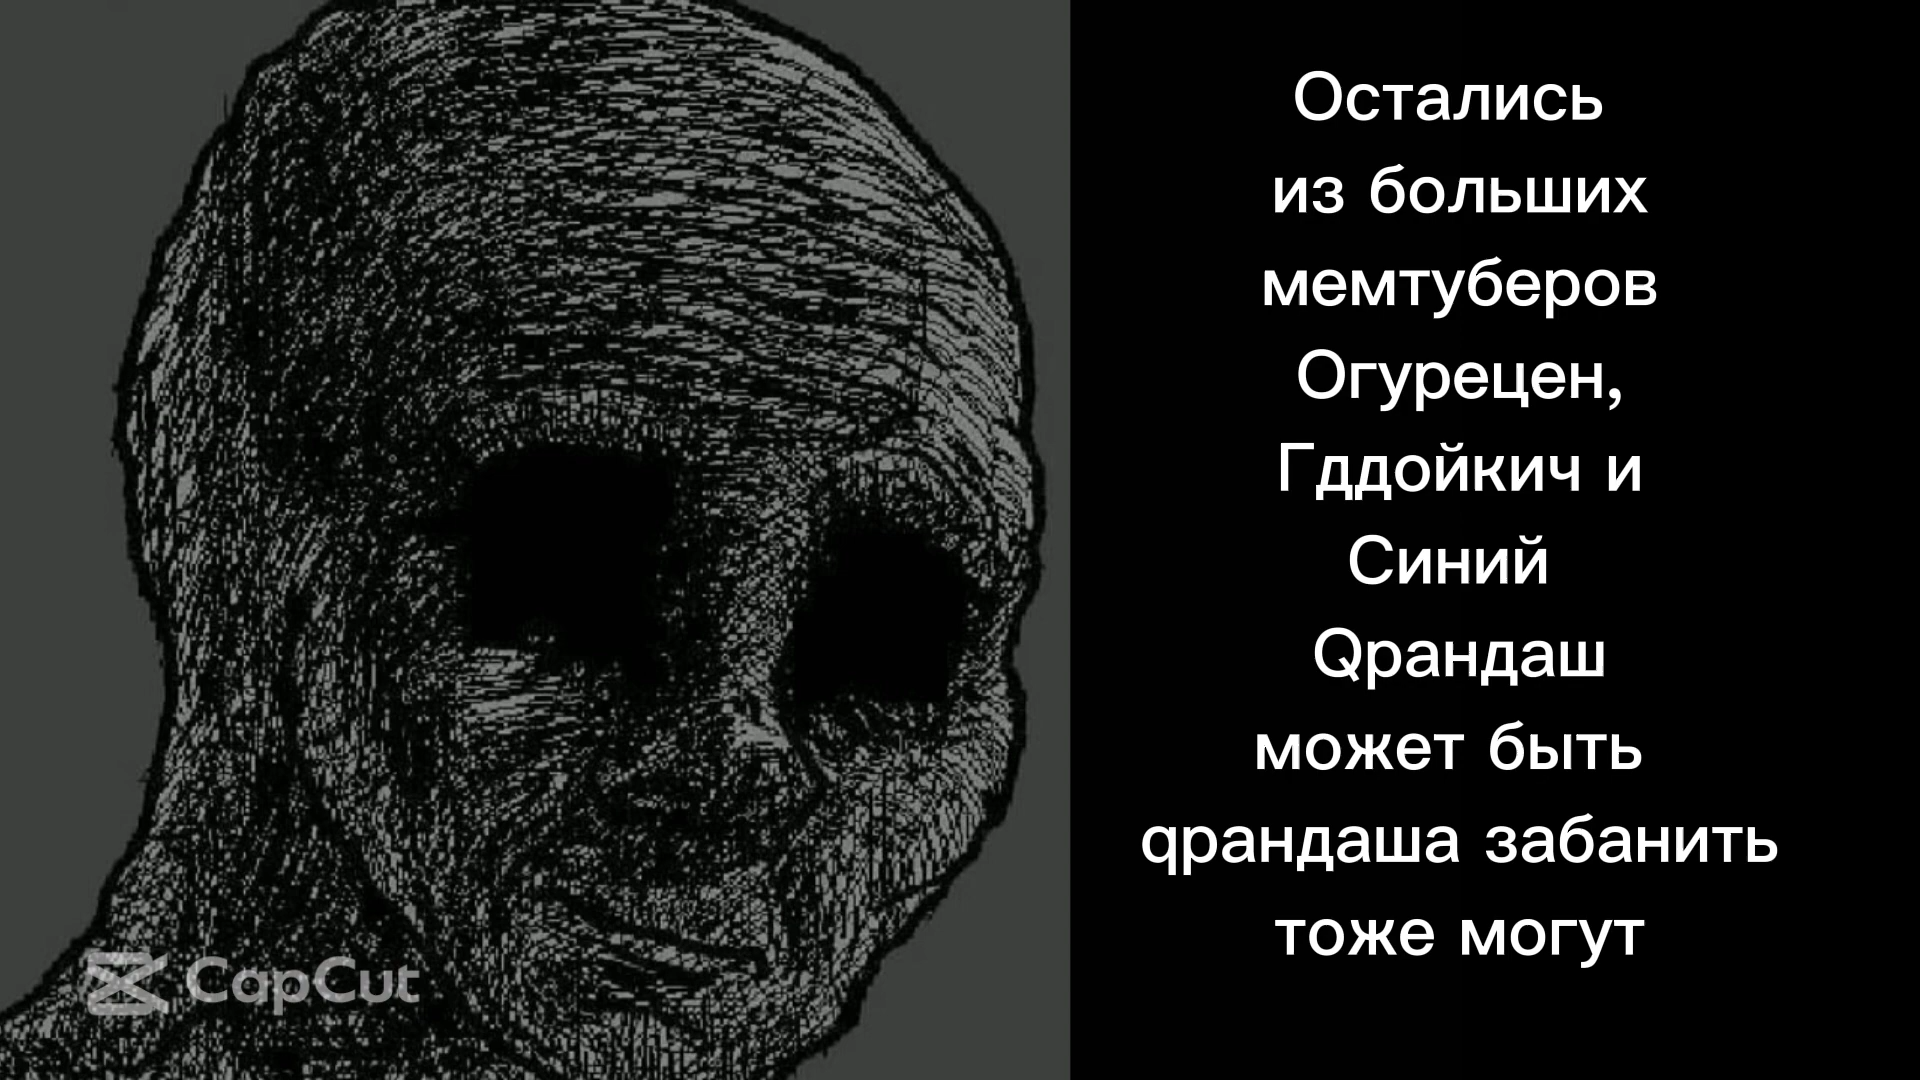 Остались
из больших
мемтуберов
Огурецен,
Гддойкич и
Синий
Qрандаш
может быть
qрандаша забанить
тоже могут
CapCut